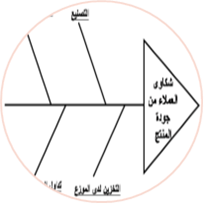 التصنيع
شكاوى
العملاء من
جودة
المنتج
التخزين لدى الموزع